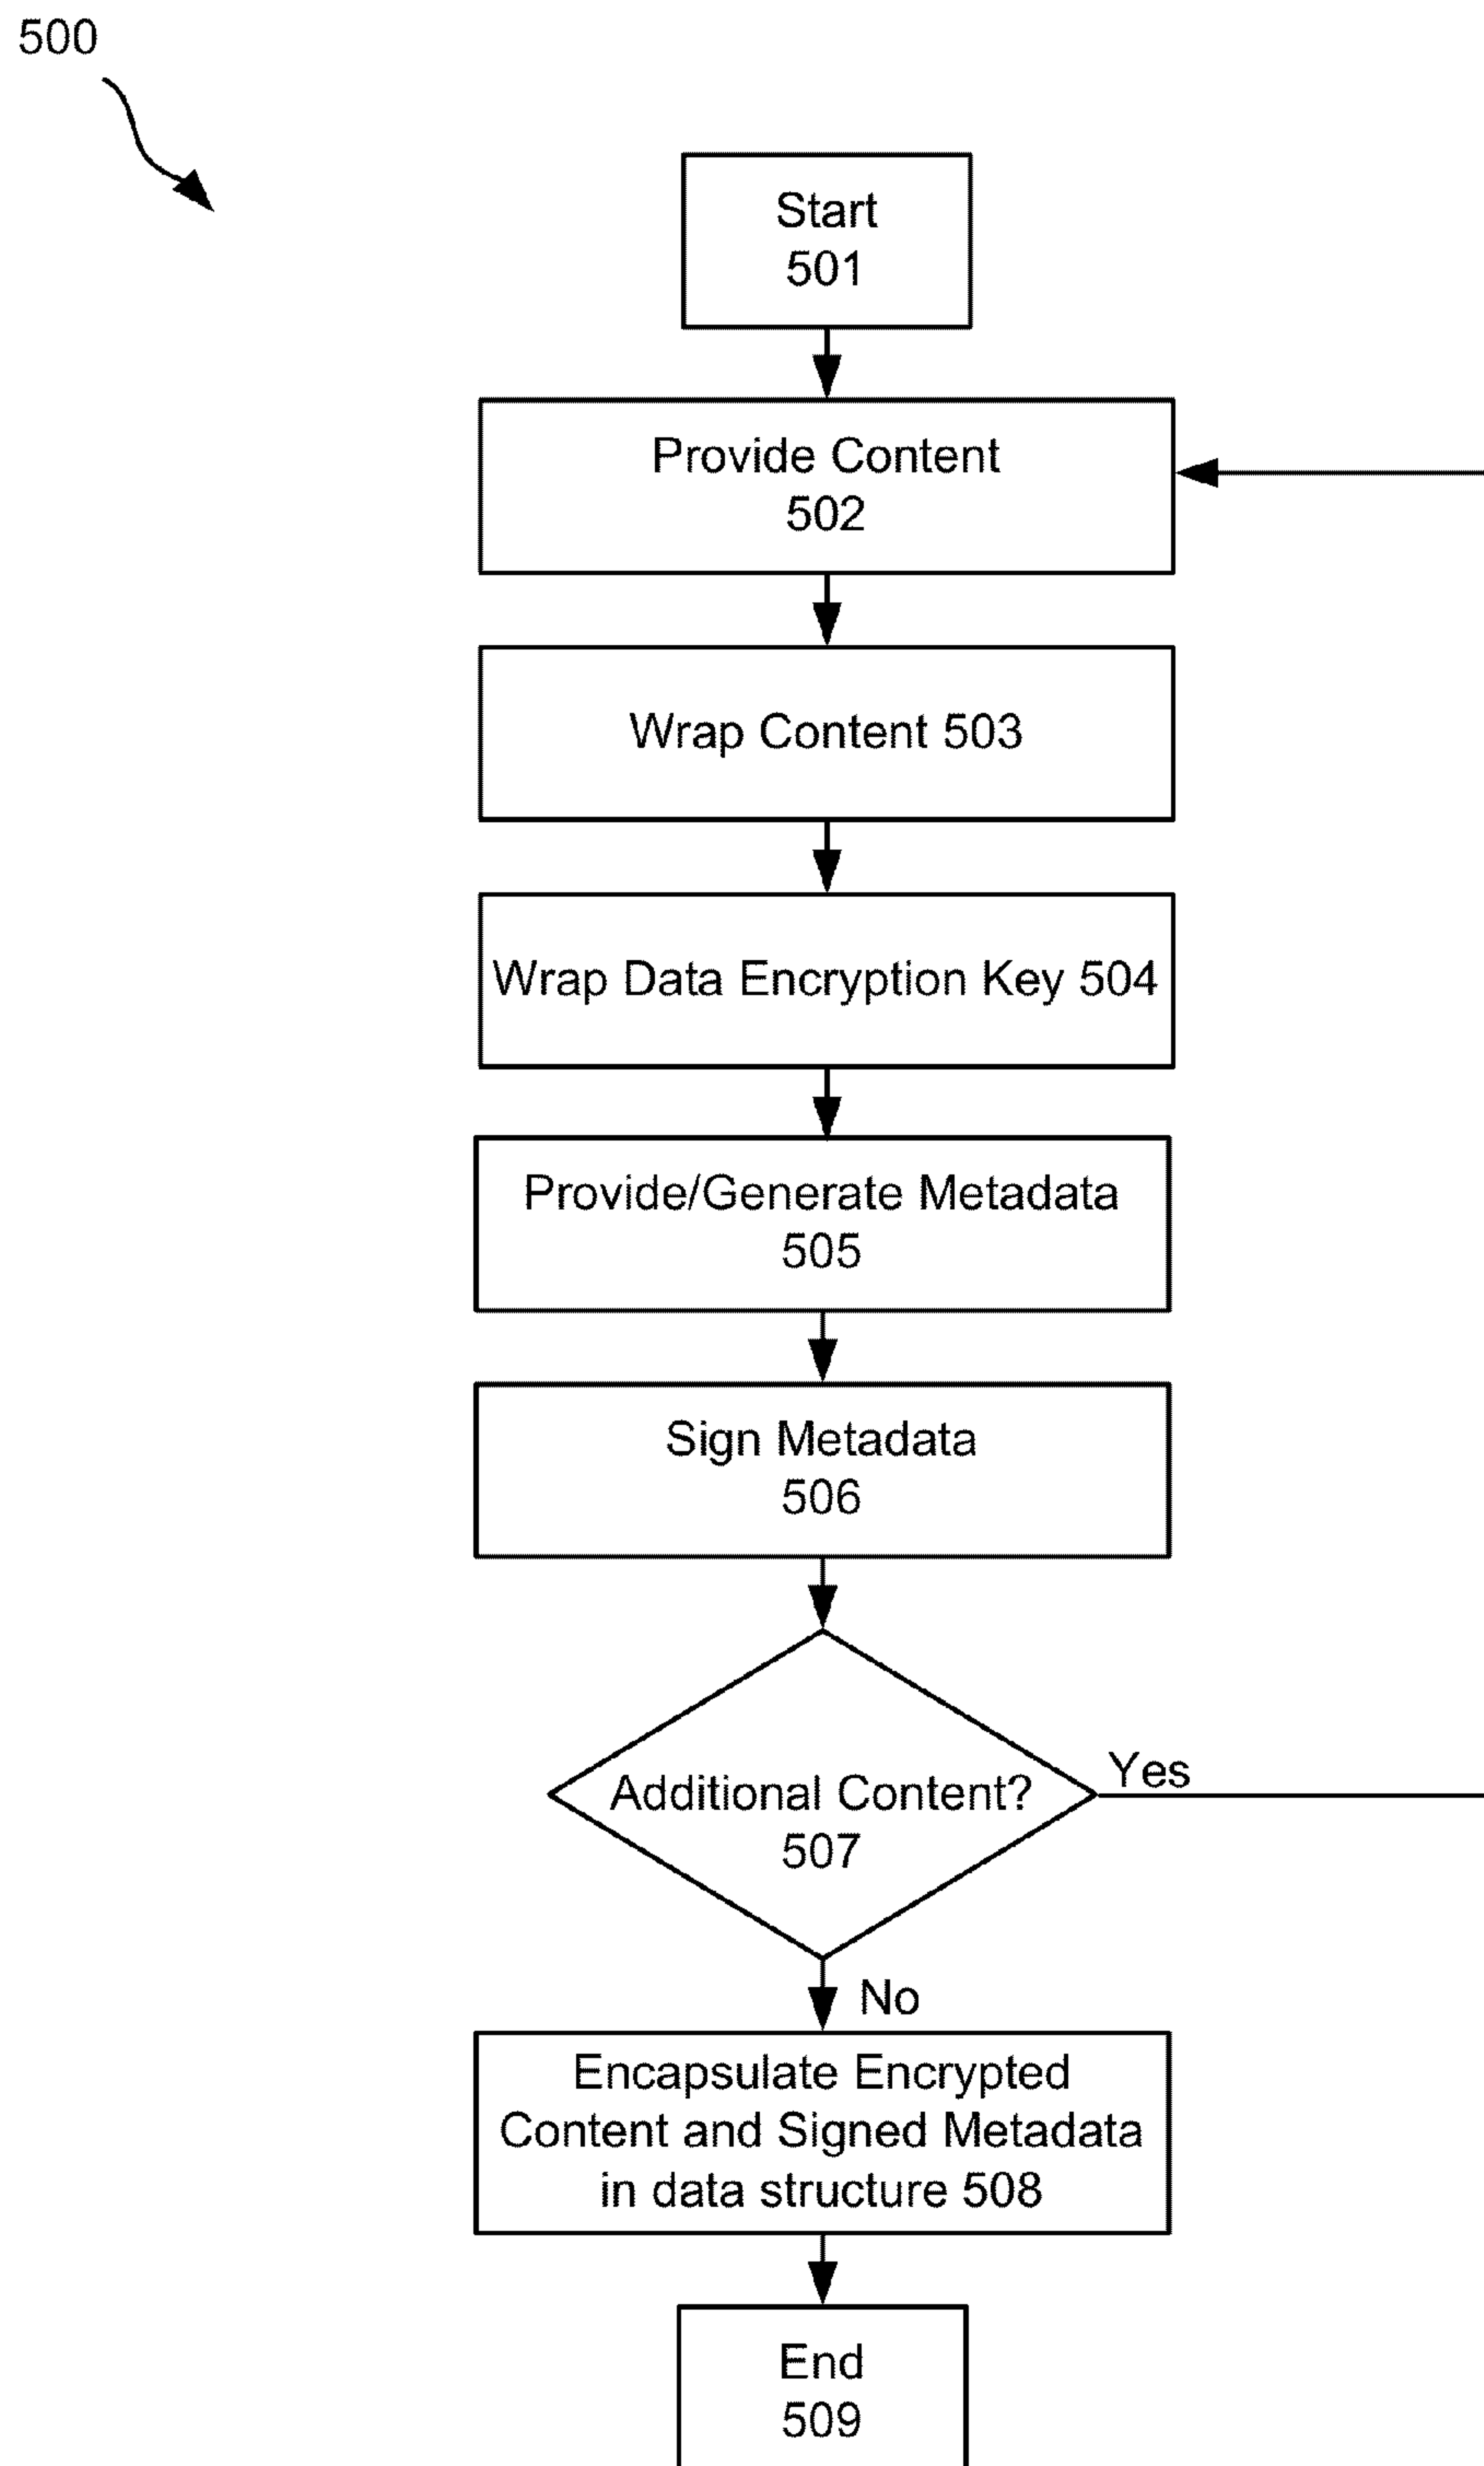 500
Start
501
Provide Content
502
Wrap Content 503
Wrap Data Encryption Key 504
Provide/Generate Metadata
505
Sign Metadata
506
Additional Content?
507
Yes
No
Encapsulate Encrypted
Content and Signed Metadata
in data structure 508
End
509